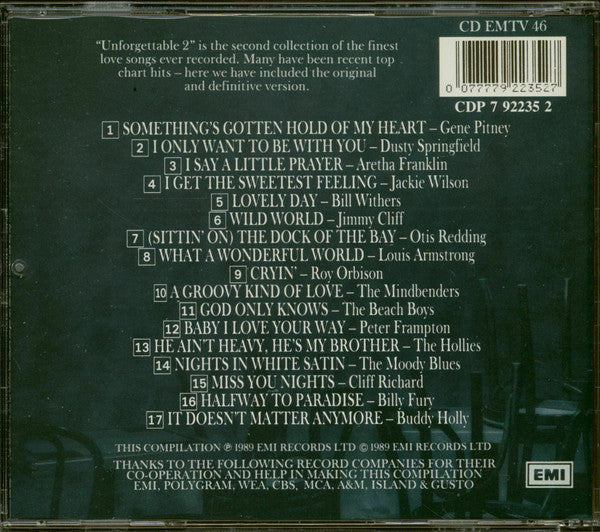 CD EMTV 46
"Unforgettable 2" is the second collection of the finest
love songs ever recorded. Many have been recent top
chart hits – here we have included the original
and definitive version.
0 077779 223527
CDP 7 92235 2
1 SOMETHING'S GOTTEN HOLD OF MY HEART – Gene Pitney
2 I ONLY WANT TO BE WITH YOU – Dusty Springfield
3 I SAY A LITTLE PRAYER – Aretha Franklin
4 I GET THE SWEETEST FEELING – Jackie Wilson
5 LOVELY DAY – Bill Withers
6 WILD WORLD – Jimmy Cliff
7 (SITTIN' ON) THE DOCK OF THE BAY – Otis Redding
8 WHAT A WONDERFUL WORLD – Louis Armstrong
9 CRYIN' – Roy Orbison
10 A GROOVY KIND OF LOVE – The Mindbenders
11 GOD ONLY KNOWS – The Beach Boys
12 BABY I LOVE YOUR WAY – Peter Frampton
13 HE AIN'T HEAVY, HE'S MY BROTHER – The Hollies
14 NIGHTS IN WHITE SATIN – The Moody Blues
15 MISS YOU NIGHTS – Cliff Richard
16 HALFWAY TO PARADISE – Billy Fury
17 IT DOESN'T MATTER ANYMORE – Buddy Holly
THIS COMPILATION ℗ 1989 EMI RECORDS LTD © 1989 EMI RECORDS LTD
THANKS TO THE FOLLOWING RECORD COMPANIES FOR THEIR
CO-OPERATION AND HELP IN MAKING THIS COMPILATION
EMI, POLYGRAM, WEA, CBS, MCA, A&M, ISLAND & GUSTO
EMI